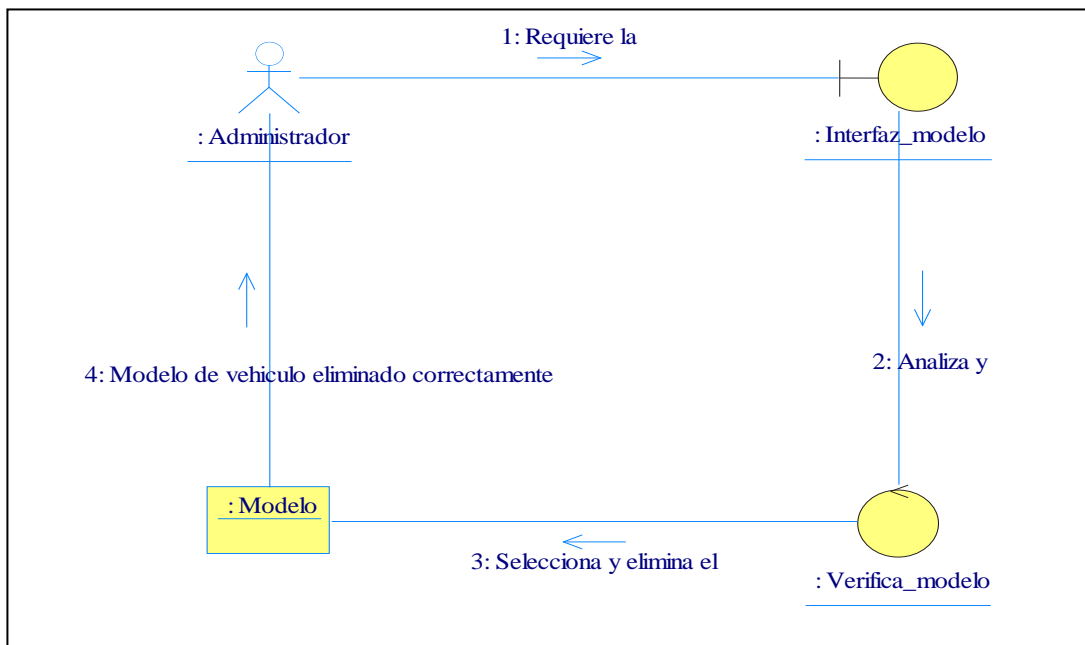 1: Requiere la
: Administrador
: Interfaz_modelo
2: Analiza y
4: Modelo de vehiculo eliminado correctamente
: Modelo
3: Selecciona y elimina el
: Verifica_modelo